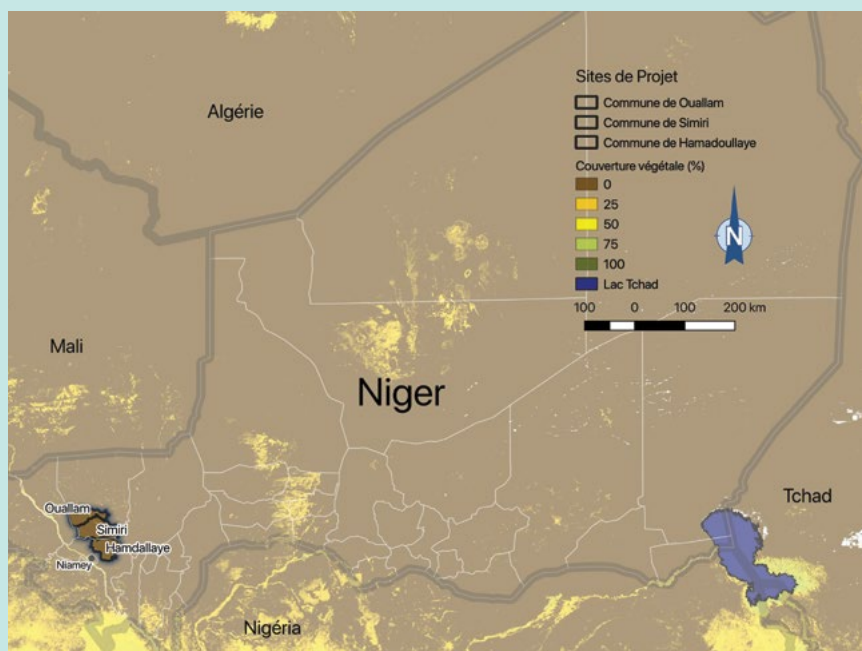 Algérie
Mali
Niger
Tchad
Nigéria
Ouallam
Simiri
Hamdallaye
Niamey
Sites de Projet
Commune de Ouallam
Commune de Simiri
Commune de Hamadoullaye
Couverture végétale (%)
0
25
50
75
100
Lac Tchad
N
100 0 100 200 km